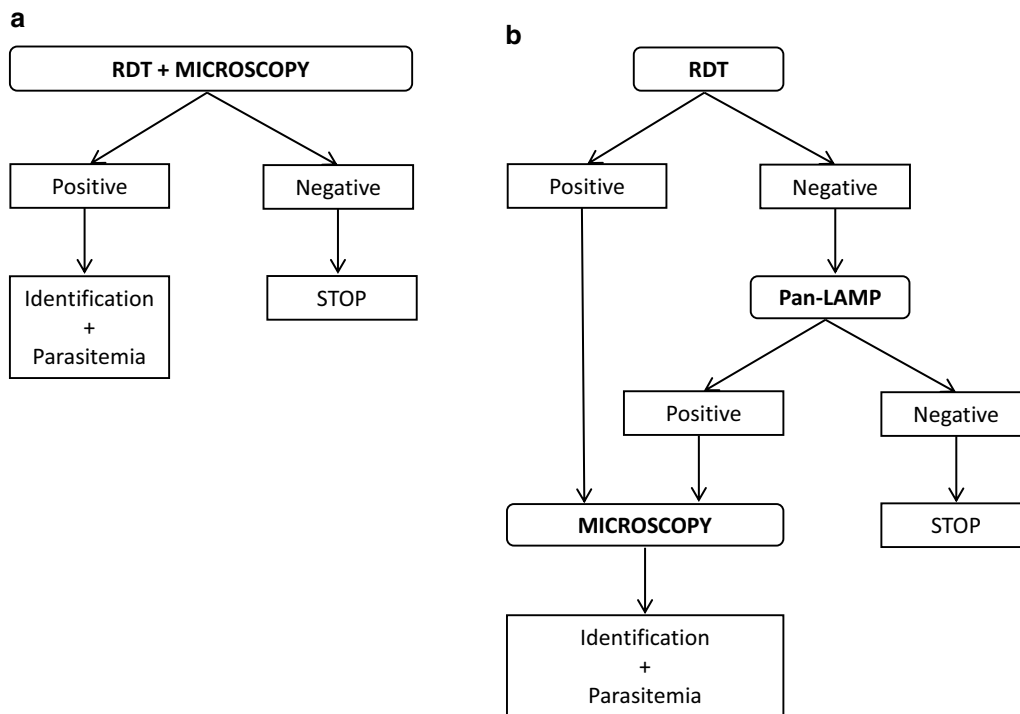 a
RDT + MICROSCOPY
Positive
Negative
Identification
+
Parasitemia
STOP
b
RDT
Positive
Negative
Pan-LAMP
Positive
Negative
MICROSCOPY
STOP
Identification
+
Parasitemia